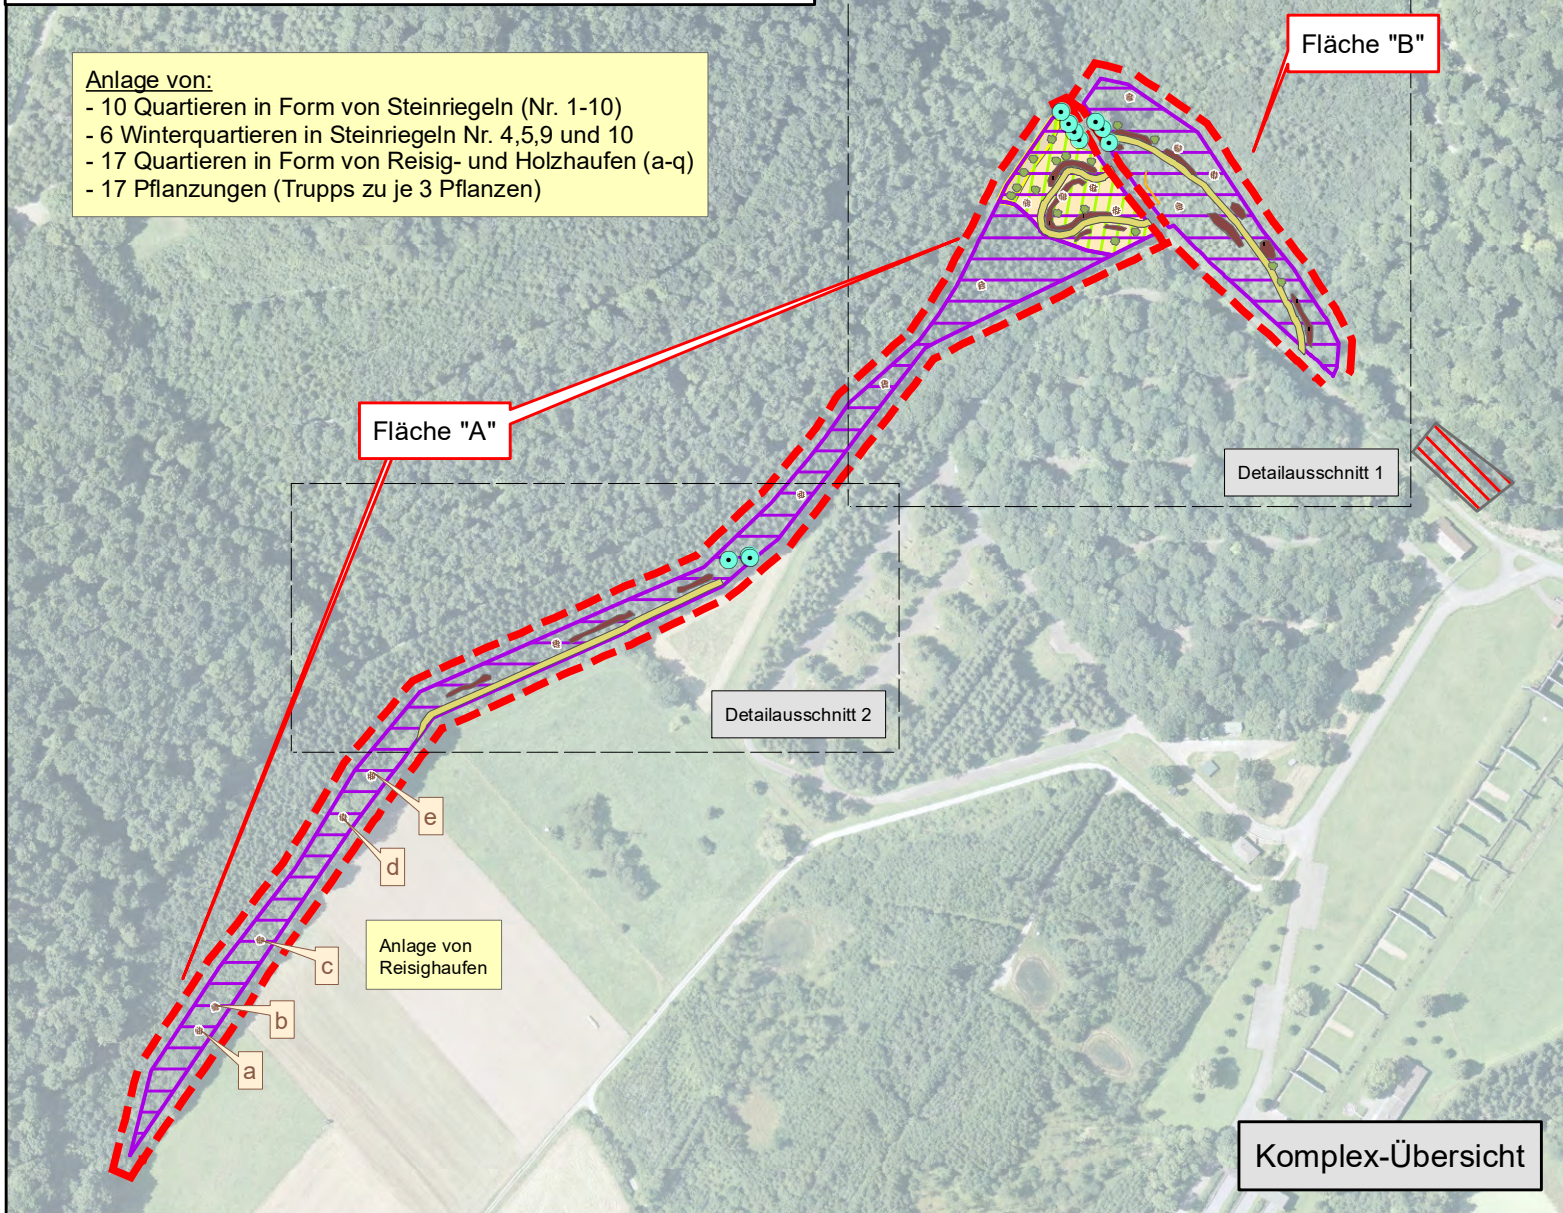 Anlage von:
- 10 Quartieren in Form von Steinriegeln (Nr. 1-10)
- 6 Winterquartieren in Steinriegeln Nr. 4,5,9 und 10
- 17 Quartieren in Form von Reisig- und Holzhaufen (a-q)
- 17 Pflanzungen (Trupps zu je 3 Pflanzen)
Fläche "B"
Fläche "A"
Detailausschnitt 1
Detailausschnitt 2
e
d
c
b
a
Anlage von
Reisighaufen
Komplex-Übersicht